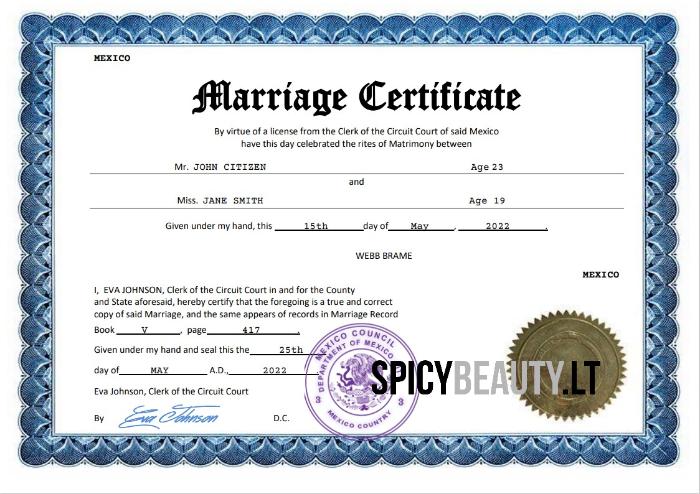 MEXICO
Marriage Certificate
By virtue of a license from the Clerk of the Circuit Court of said Mexico
have this day celebrated the rites of Matrimony between
Mr. JOHN CITIZEN Age 23
and
Miss. JANE SMITH Age 19
Given under my hand, this 15th day of May , 2022 .
WEBB BRAME
MEXICO
I, EVA JOHNSON, Clerk of the Circuit Court in and for the County
and State aforesaid, hereby certify that the foregoing is a true and correct
copy of said Marriage, and the same appears of records in Marriage Record
Book V , page 417 .
Given under my hand and seal this the 25th
day of MAY A.D., 2022
Eva Johnson, Clerk of the Circuit Court
By Eva Johnson D.C.
MEXICO COUNCIL
DEPARTMENT OF MEXICO
3 3
MEXICO COUNTRY
SPICYBEAUTY.LT